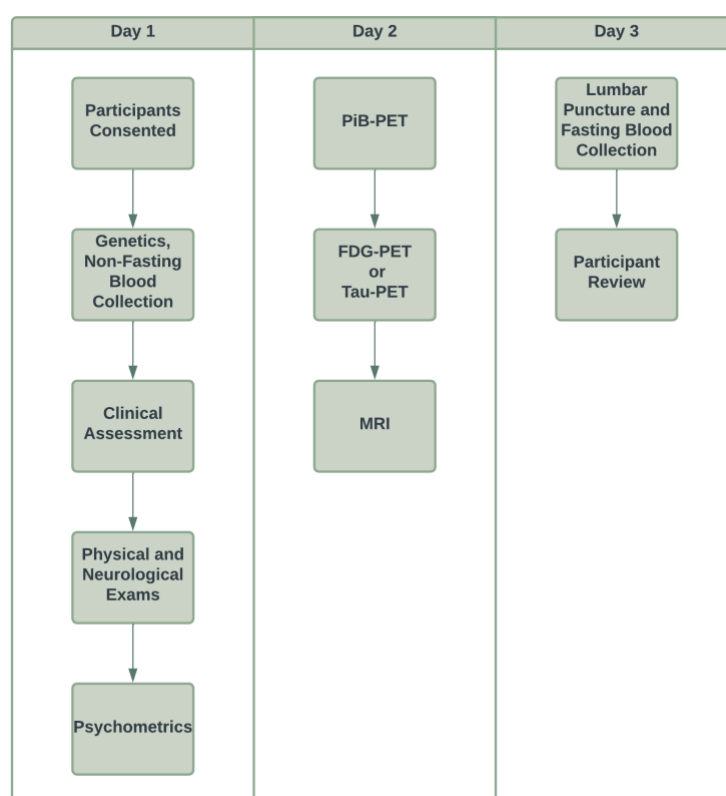 Day 1
Participants
Consented
Genetics,
Non-Fasting
Blood
Collection
Clinical
Assessment
Physical and
Neurological
Exams
Psychometrics
Day 2
PiB-PET
FDG-PET
or
Tau-PET
MRI
Day 3
Lumbar
Puncture and
Fasting Blood
Collection
Participant
Review